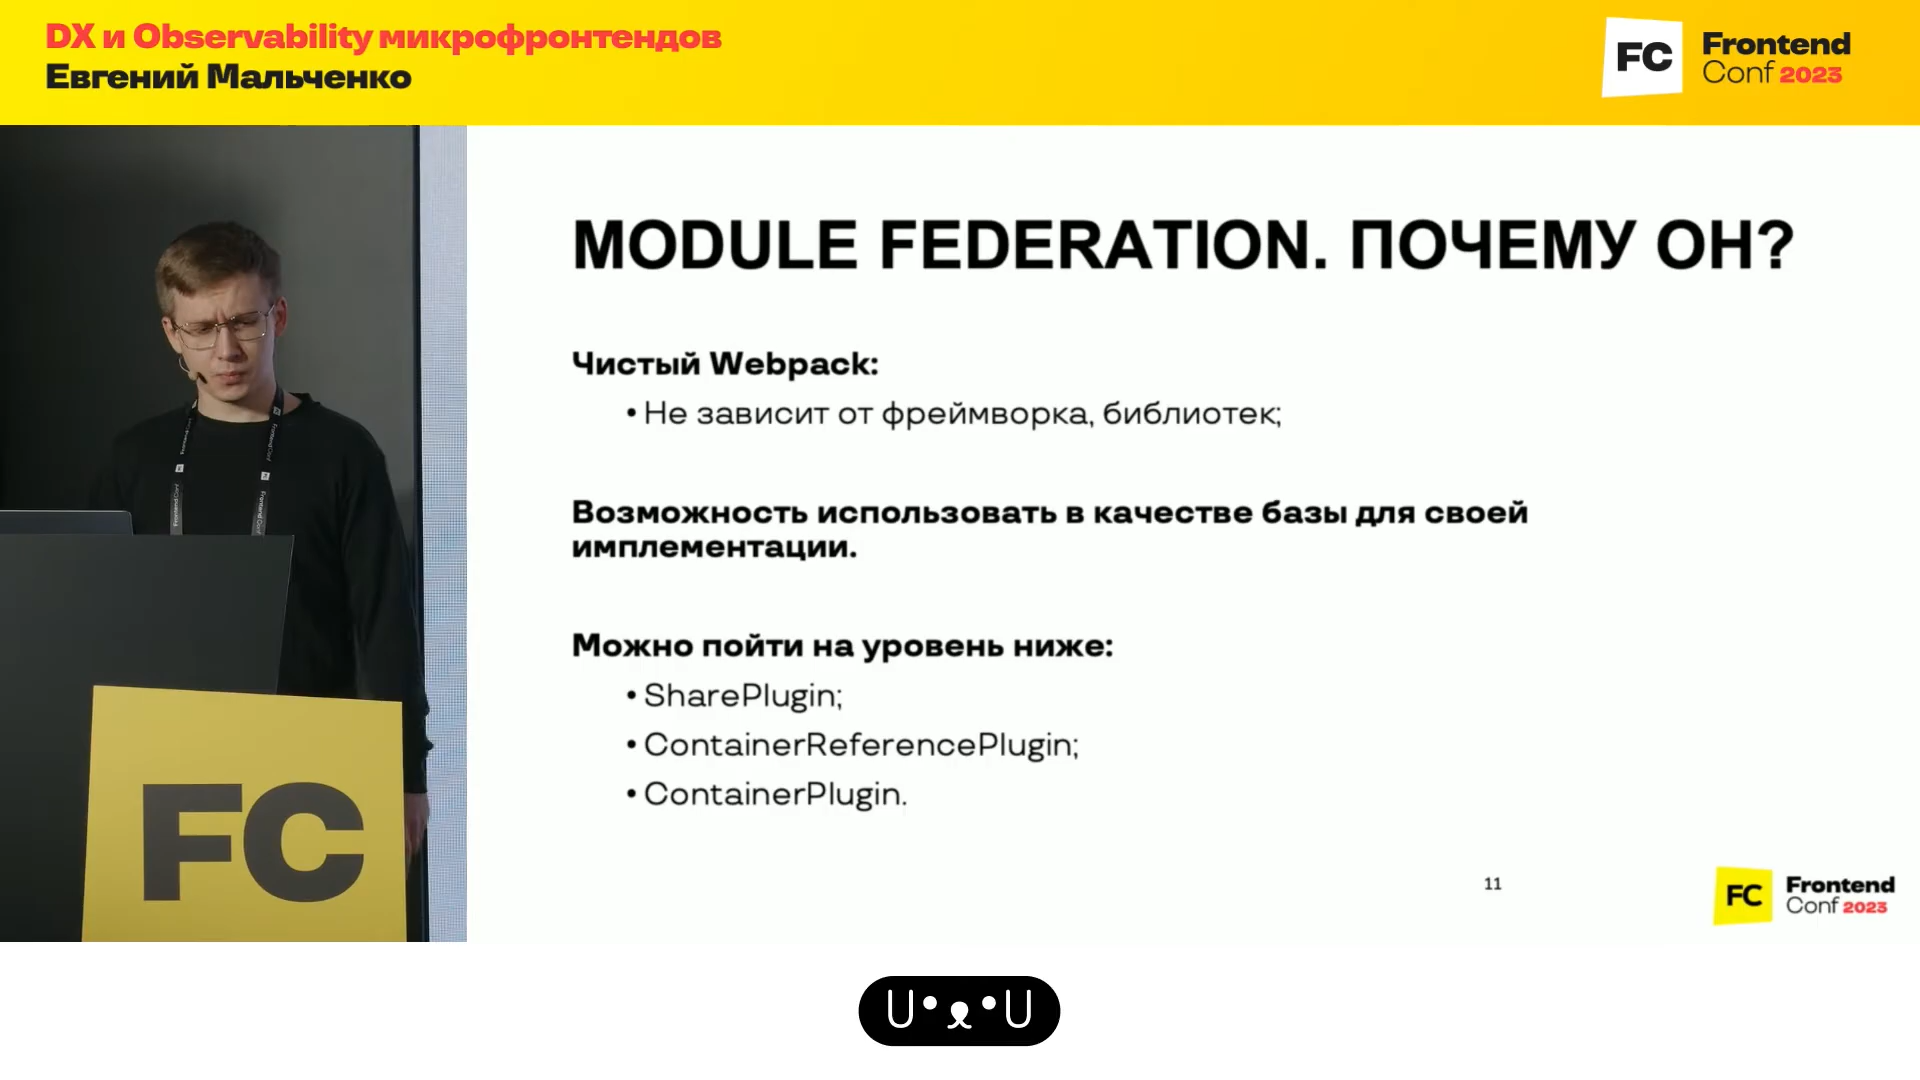 DX и Observability микрофронтендов
Евгений Мальченко
FC
Frontend
Conf 2023
MODULE FEDERATION. ПОЧЕМУ ОН?
Чистый Webpack:
• Не зависит от фреймворка, библиотек;
Возможность использовать в качестве базы для своей
имплементации.
Можно пойти на уровень ниже:
• SharePlugin;
• ContainerReferencePlugin;
• ContainerPlugin.
11
FC
Frontend
Conf 2023
FC